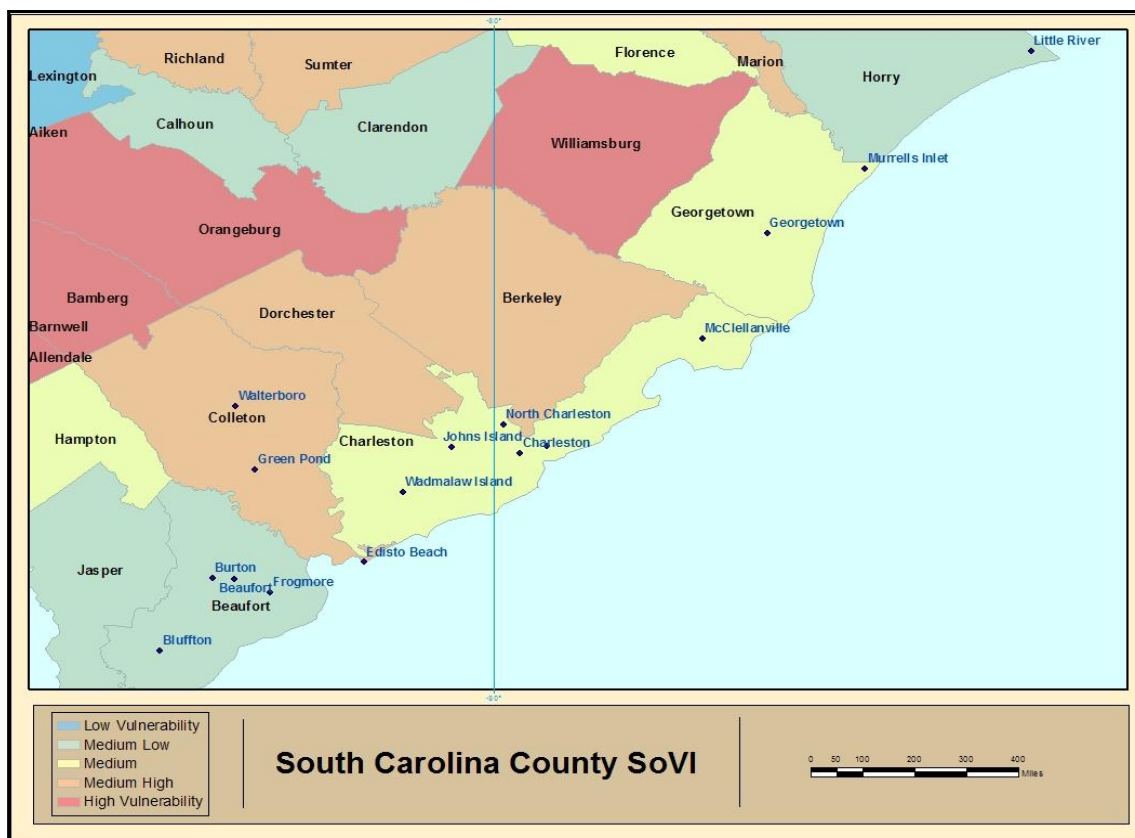 -80°
Little River
Richland
Sumter
Florence
Marion
Horry
Lexington
Calhoun
Clarendon
Aiken
Williamsburg
Murrells Inlet
Georgetown
Georgetown
Orangeburg
Bamberg
Berkeley
Dorchester
Barnwell
McClellanville
Allendale
Walterboro
Colleton
North Charleston
Hampton
Charleston
Johns Island
Charleston
Green Pond
Wadmalaw Island
Edisto Beach
Jasper
Burton
Beaufort
Frogmore
Beaufort
Bluffton
-80°
Low Vulnerability
Medium Low
Medium
Medium High
High Vulnerability
South Carolina County SoVI
0 50 100 200 300 400
Miles